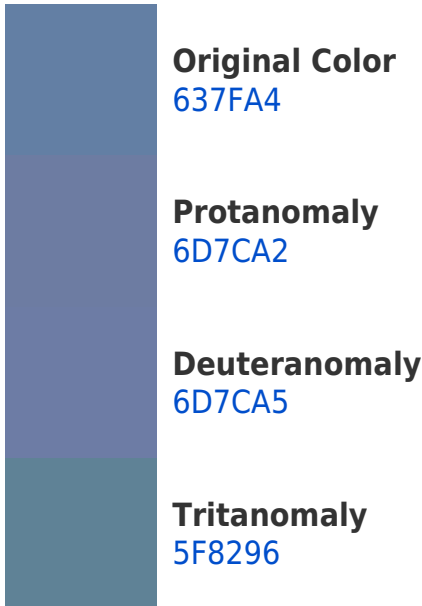 Original Color
637FA4
Protanomaly
6D7CA2
Deuteranomaly
6D7CA5
Tritanomaly
5F8296